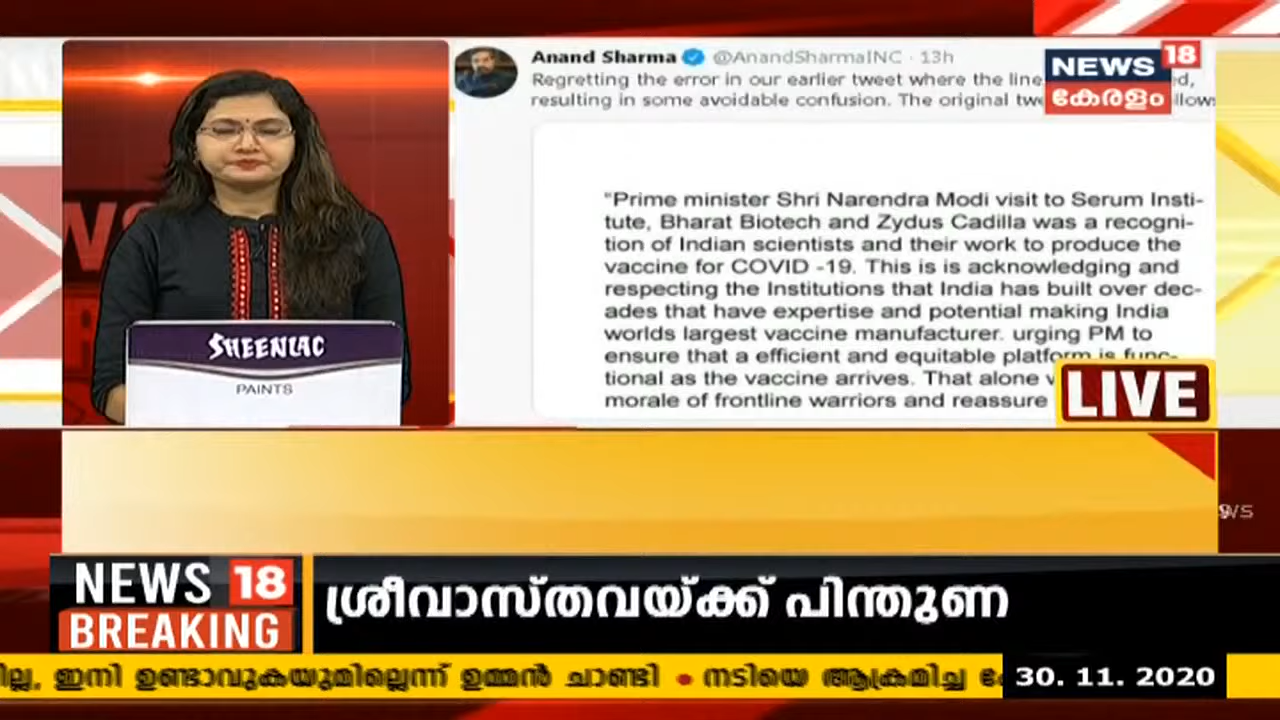 Anand Sharma @AnandSharmaINC · 13h
Regretting the error in our earlier tweet where the line
resulting in some avoidable confusion. The original
NEWS 18
കേരളം
"Prime minister Shri Narendra Modi visit to Serum Insti-
tute, Bharat Biotech and Zydus Cadilla was a recogni-
tion of Indian scientists and their work to produce the
vaccine for COVID -19. This is is acknowledging and
respecting the Institutions that India has built over dec-
ades that have expertise and potential making India
worlds largest vaccine manufacturer. urging PM to
ensure that a efficient and equitable platform is func-
tional as the vaccine arrives. That alone
morale of frontline warriors and reassure
LIVE
SHEENLAC
PAINTS
NEWS 18
BREAKING
ശ്രീവാസ്തവയ്ക്ക് പിന്തുണ
ഇനി ഉണ്ടാവുകയുമില്ലെന്ന് ഉമ്മൻ ചാണ്ടി • നടിയെ ആക്രമിച്ച
30. 11. 2020